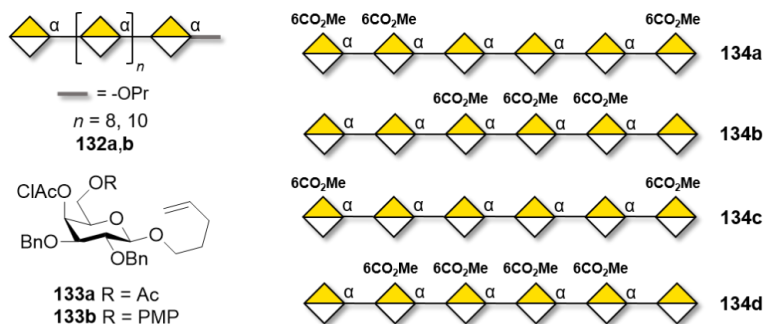 α
α
α
n
= -OPr
n = 8, 10
132a,b
OR
ClAcO
O
O
BnO
OBn
133a R = Ac
133b R = PMP
6CO₂Me 6CO₂Me 6CO₂Me
α α α α α
134a
6CO₂Me 6CO₂Me 6CO₂Me
α α α α α
134b
6CO₂Me 6CO₂Me
α α α α α
134c
6CO₂Me 6CO₂Me 6CO₂Me 6CO₂Me
α α α α α
134d